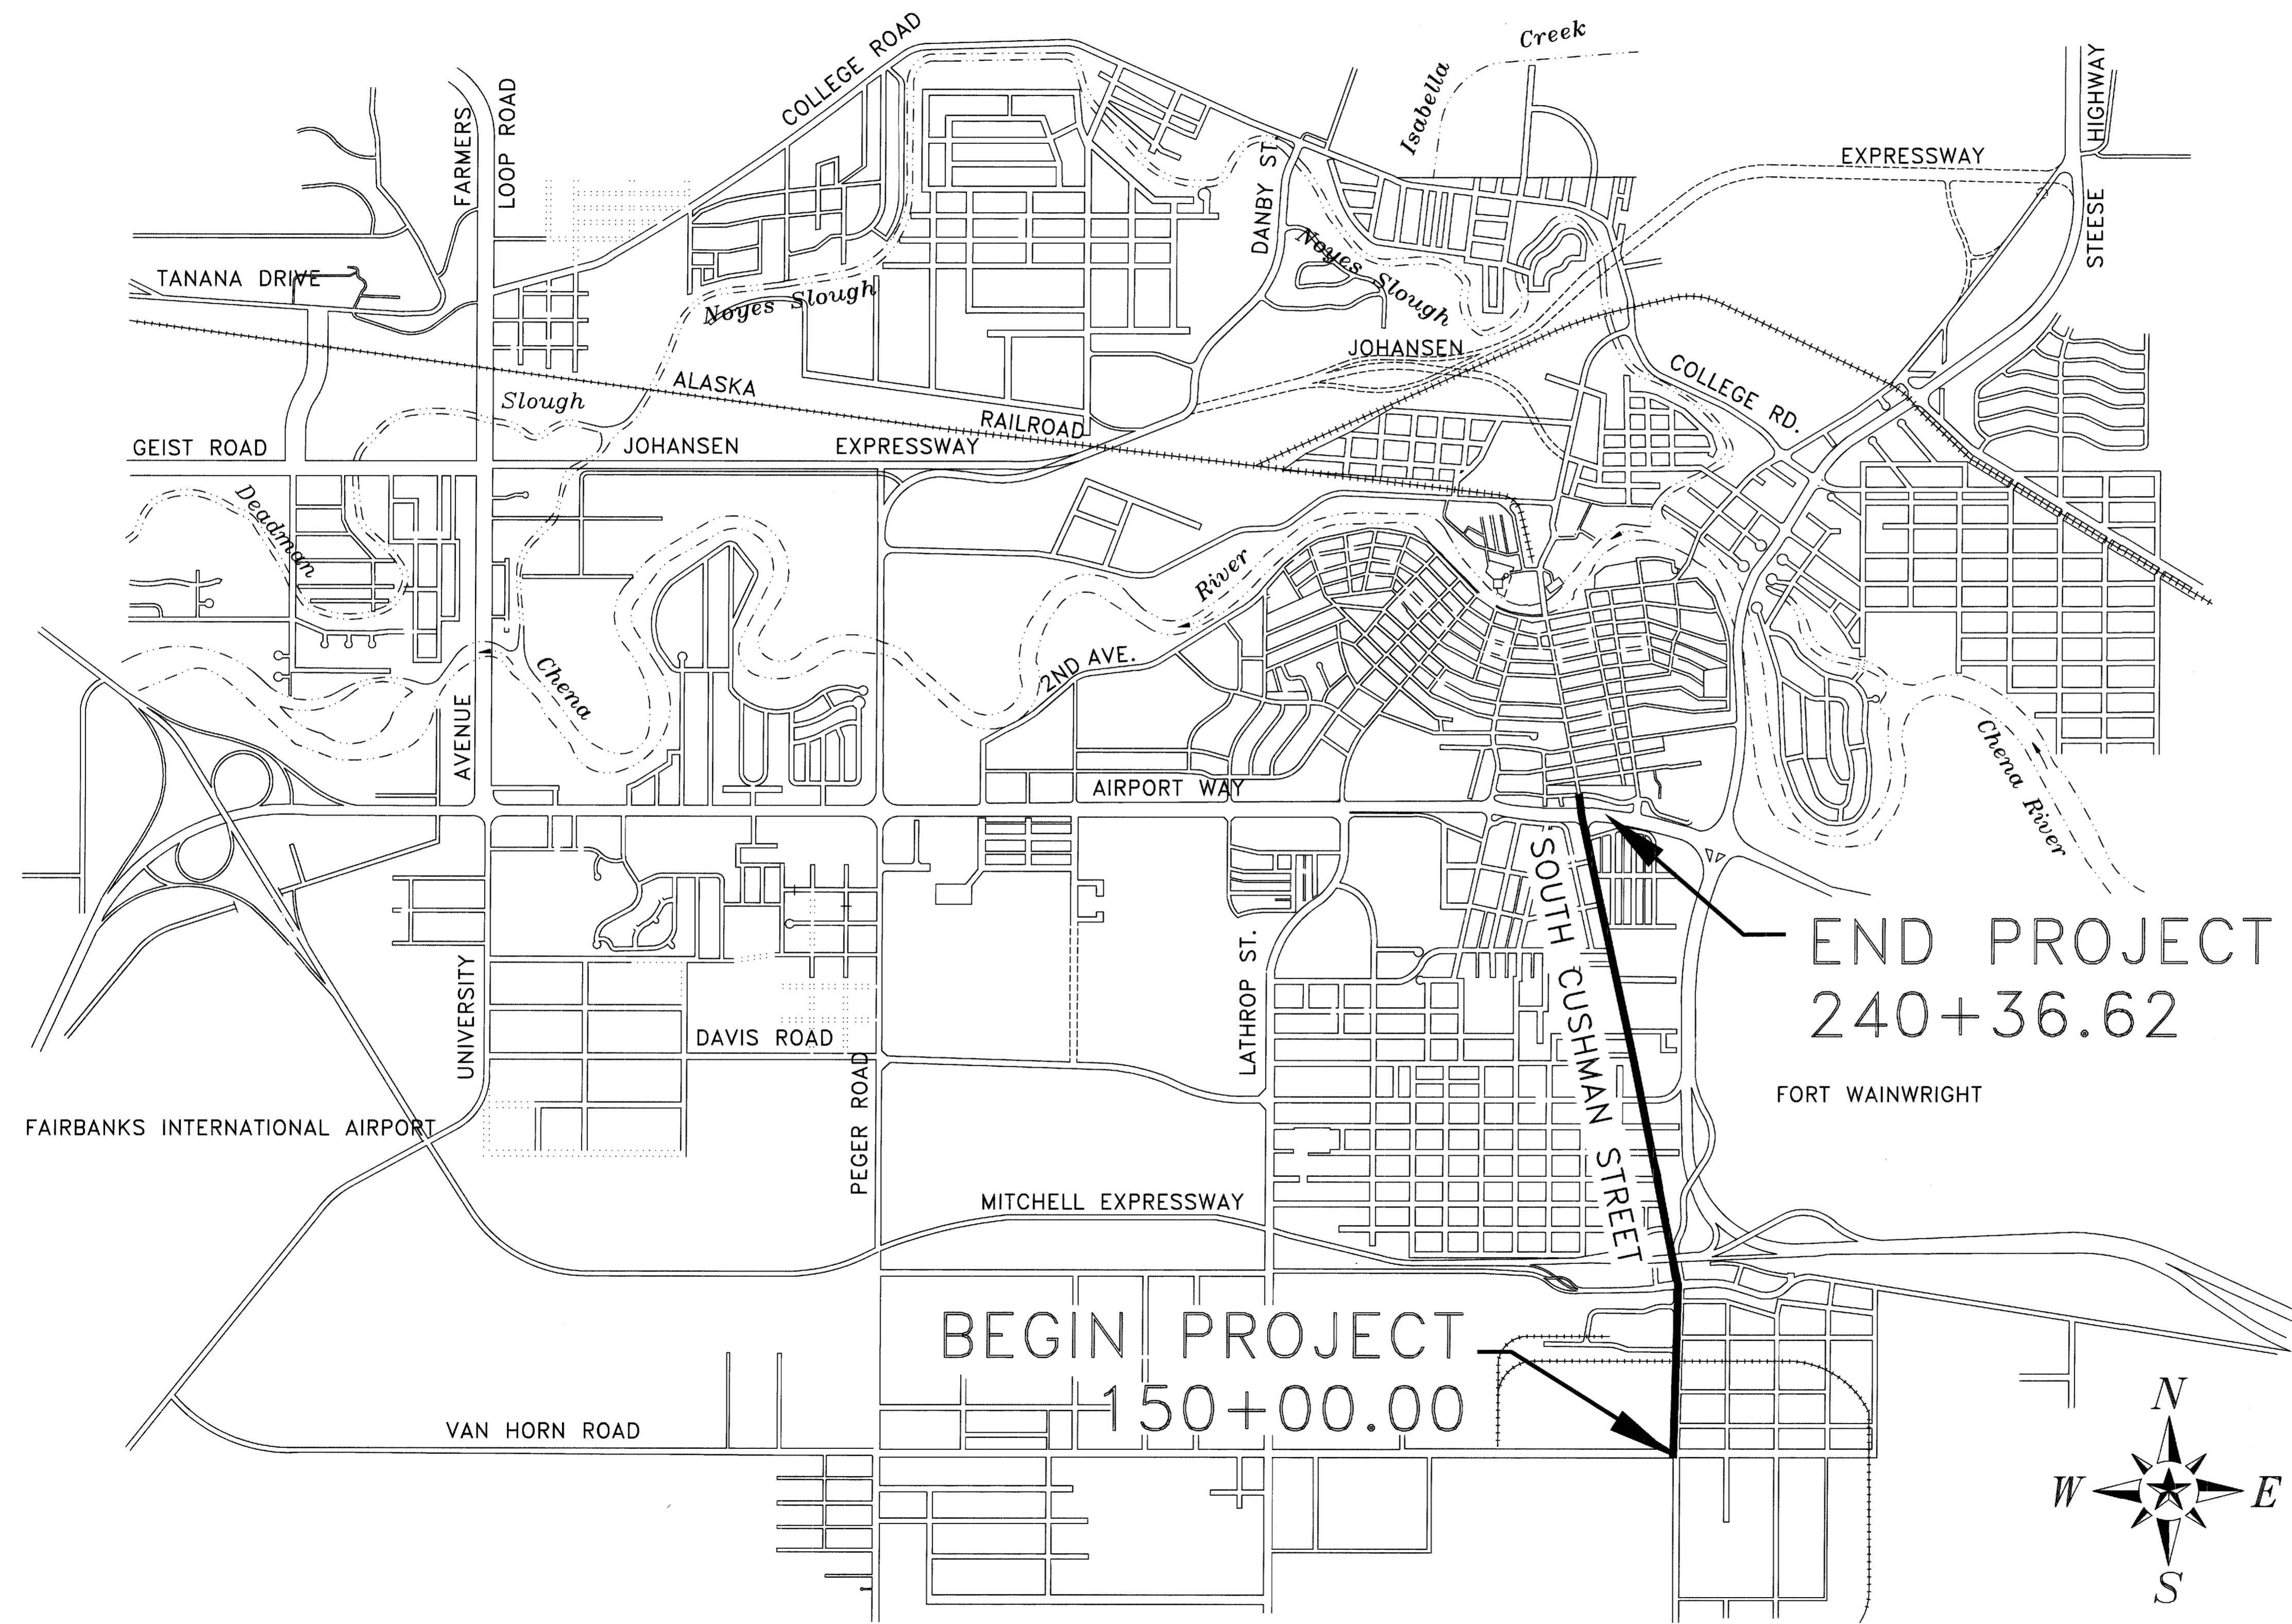 COLLEGE ROAD
Creek
Isabella
HIGHWAY
STEESE
FARMERS
LOOP ROAD
DANBY ST.
EXPRESSWAY
TANANA DRIVE
Noyes Slough
Noyes Slough
JOHANSEN
COLLEGE RD.
ALASKA
RAILROAD
Slough
GEIST ROAD
JOHANSEN EXPRESSWAY
Deadman
River
2ND AVE.
Chena
AVENUE
Chena River
AIRPORT WAY
SOUTH CUSHMAN STREET
END PROJECT
240+36.62
UNIVERSITY
LATHROP ST.
DAVIS ROAD
PEGER ROAD
FORT WAINWRIGHT
FAIRBANKS INTERNATIONAL AIRPORT
MITCHELL EXPRESSWAY
BEGIN PROJECT
150+00.00
VAN HORN ROAD
N
W E
S